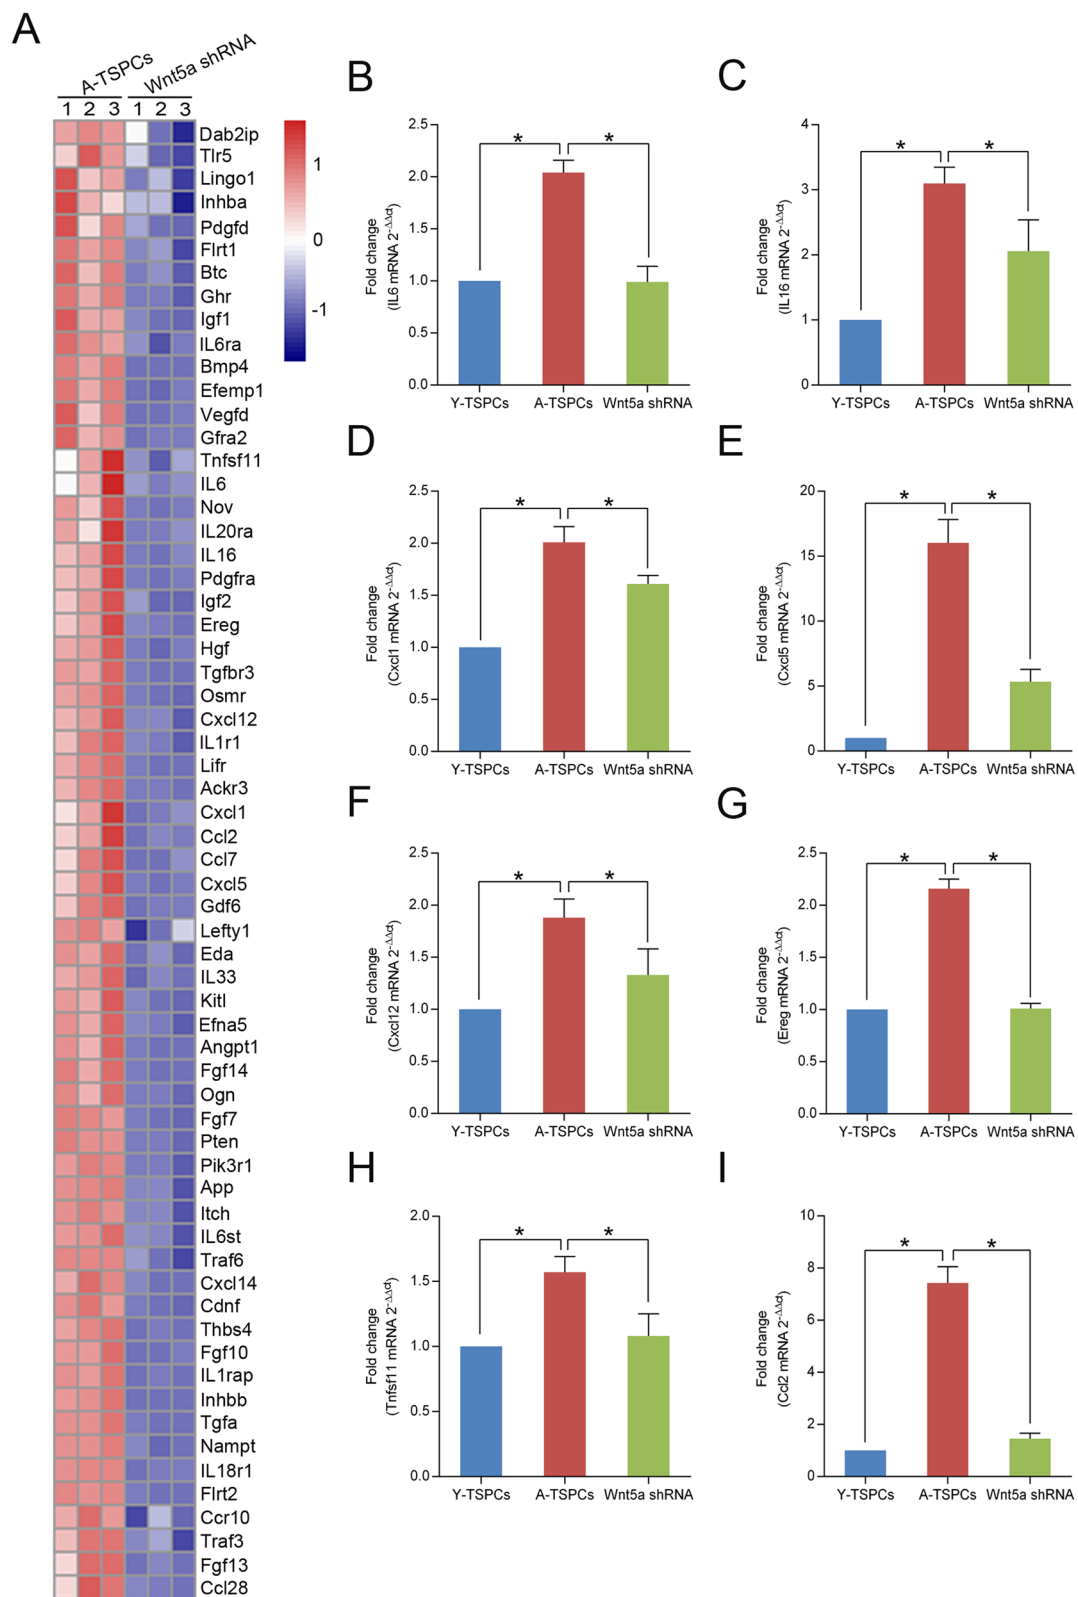 A
A-TSPCs
Wnt5a shRNA
1 2 3 1 2 3
Dab2ip
Tlr5
Lingo1
Inhba
Pdgfd
Flrt1
Btc
Ghr
Igf1
IL6ra
Bmp4
Efemp1
Vegfd
Gfra2
Tnfsf11
IL6
Nov
IL20ra
IL16
Pdgfra
Igf2
Ereg
Hgf
Tgfbr3
Osmr
Cxcl12
IL1r1
Lifr
Ackr3
Cxcl1
Ccl2
Ccl7
Cxcl5
Gdf6
Lefty1
Eda
IL33
Kitl
Efna5
Angpt1
Fgf14
Ogn
Fgf7
Pten
Pik3r1
App
Itch
IL6st
Traf6
Cxcl14
Cdnf
Thbs4
Fgf10
IL1rap
Inhbb
Tgfa
Nampt
IL18r1
Flrt2
Ccr10
Traf3
Fgf13
Ccl28
1
0
-1
B
Fold change
(IL6 mRNA 2-ΔΔct)
2.5
2.0
1.5
1.0
0.5
0.0
* *
Y-TSPCs A-TSPCs Wnt5a shRNA
C
Fold change
(IL16 mRNA 2-ΔΔct)
4
3
2
1
0
* *
Y-TSPCs A-TSPCs Wnt5a shRNA
D
Fold change
(Cxcl1 mRNA 2-ΔΔct)
2.5
2.0
1.5
1.0
0.5
0.0
* *
Y-TSPCs A-TSPCs Wnt5a shRNA
E
Fold change
(Cxcl5 mRNA 2-ΔΔct)
20
15
10
5
0
* *
Y-TSPCs A-TSPCs Wnt5a shRNA
F
Fold change
(Cxcl12 mRNA 2-ΔΔct)
2.5
2.0
1.5
1.0
0.5
0.0
* *
Y-TSPCs A-TSPCs Wnt5a shRNA
G
Fold change
(Ereg mRNA 2-ΔΔct)
2.5
2.0
1.5
1.0
0.5
0.0
* *
Y-TSPCs A-TSPCs Wnt5a shRNA
H
Fold change
(Tnfsf11 mRNA 2-ΔΔct)
2.0
1.5
1.0
0.5
0.0
* *
Y-TSPCs A-TSPCs Wnt5a shRNA
I
Fold change
(Ccl2 mRNA 2-ΔΔct)
10
8
6
4
2
0
* *
Y-TSPCs A-TSPCs Wnt5a shRNA